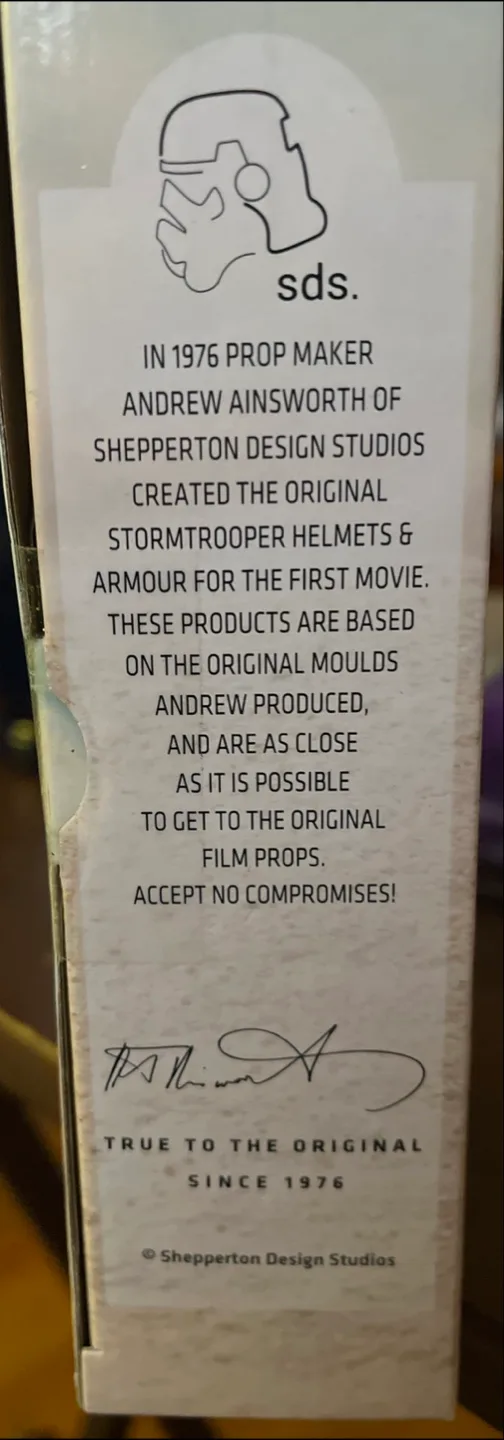 sds.
IN 1976 PROP MAKER
ANDREW AINSWORTH OF
SHEPPERTON DESIGN STUDIOS
CREATED THE ORIGINAL
STORMTROOPER HELMETS &
ARMOUR FOR THE FIRST MOVIE.
THESE PRODUCTS ARE BASED
ON THE ORIGINAL MOULDS
ANDREW PRODUCED,
AND ARE AS CLOSE
AS IT IS POSSIBLE
TO GET TO THE ORIGINAL
FILM PROPS.
ACCEPT NO COMPROMISES!
TRUE TO THE ORIGINAL
SINCE 1976
© Shepperton Design Studios